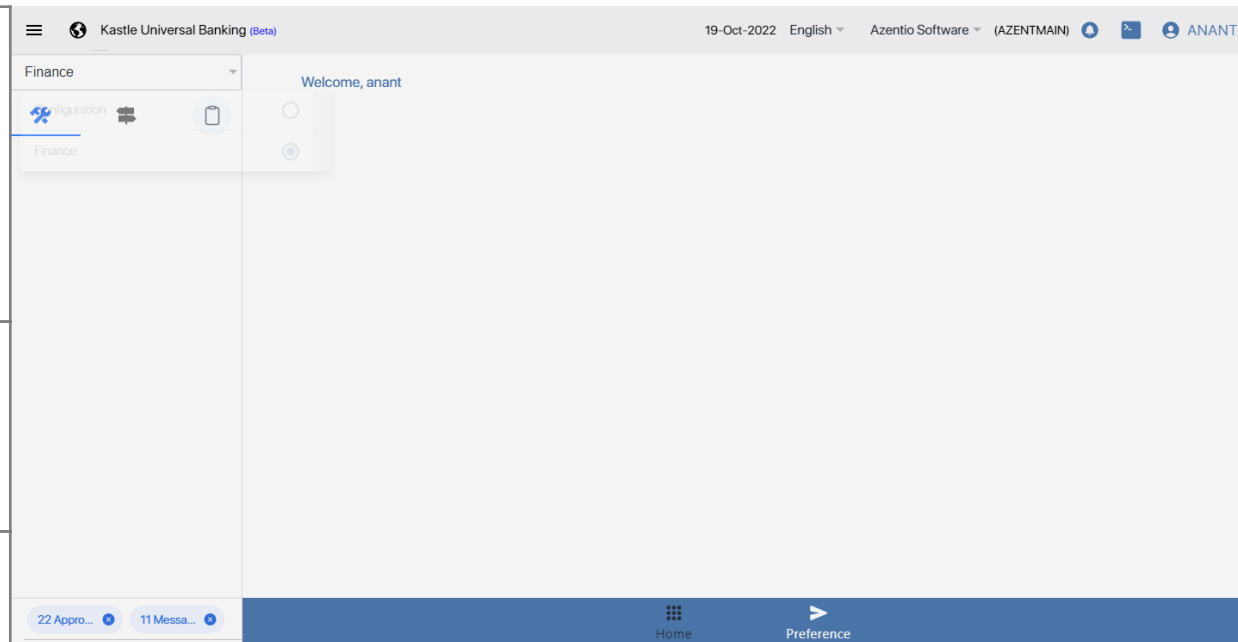 Kastle Universal Banking (Beta) 19-Oct-2022 English Azentio Software (AZENTMAIN) ANANT
Finance
Welcome, anant
Configuration
Finance
22 Appro... 11 Messa...
Home Preference